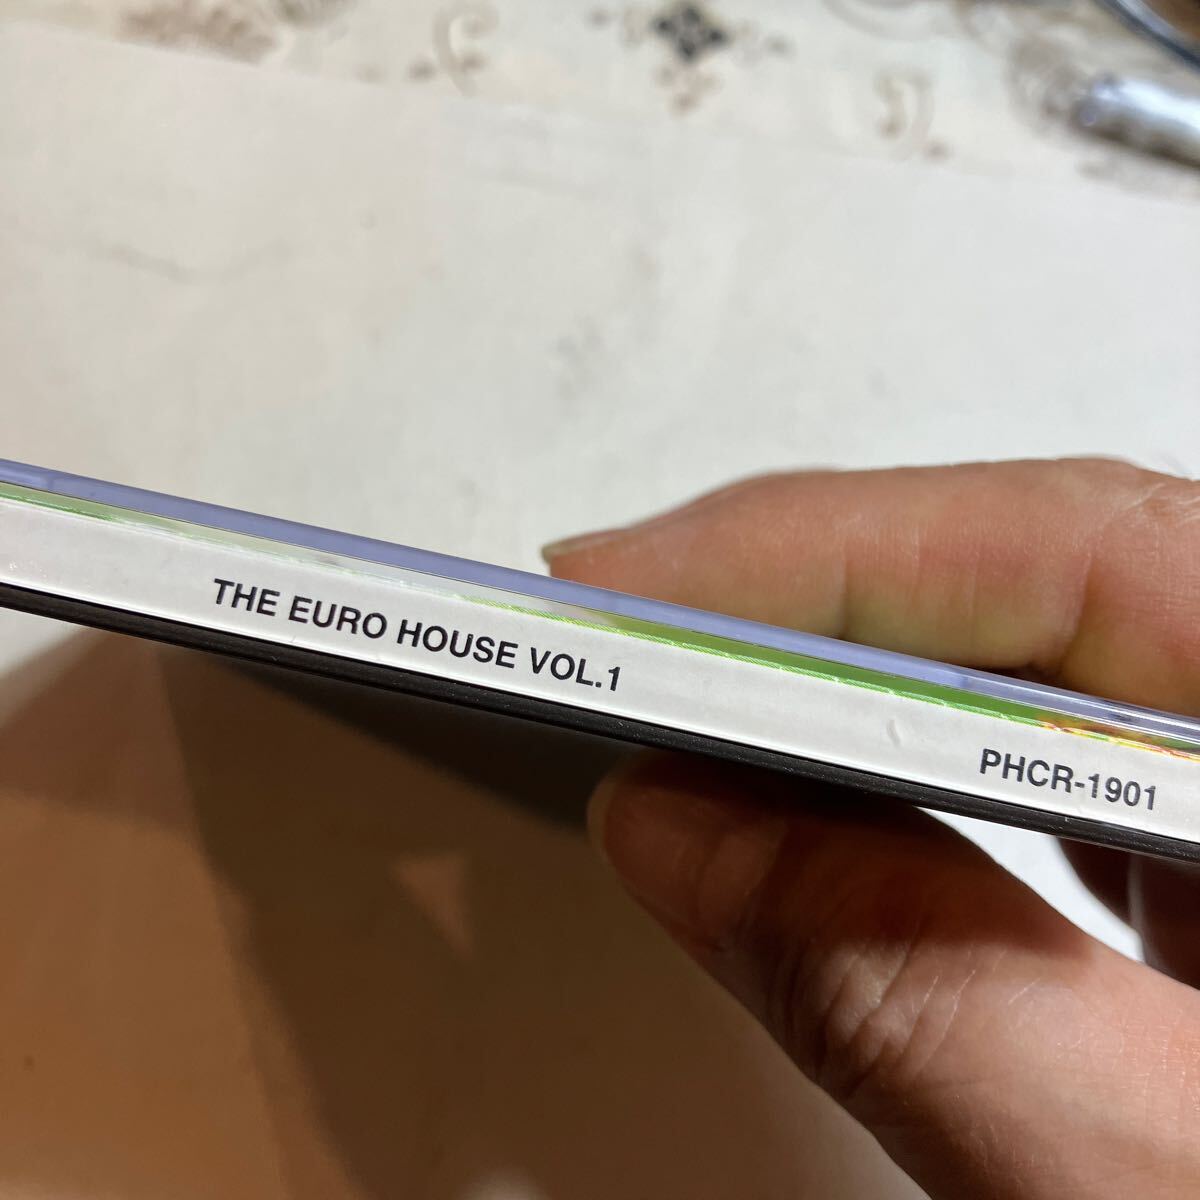 THE EURO HOUSE VOL.1
PHCR-1901